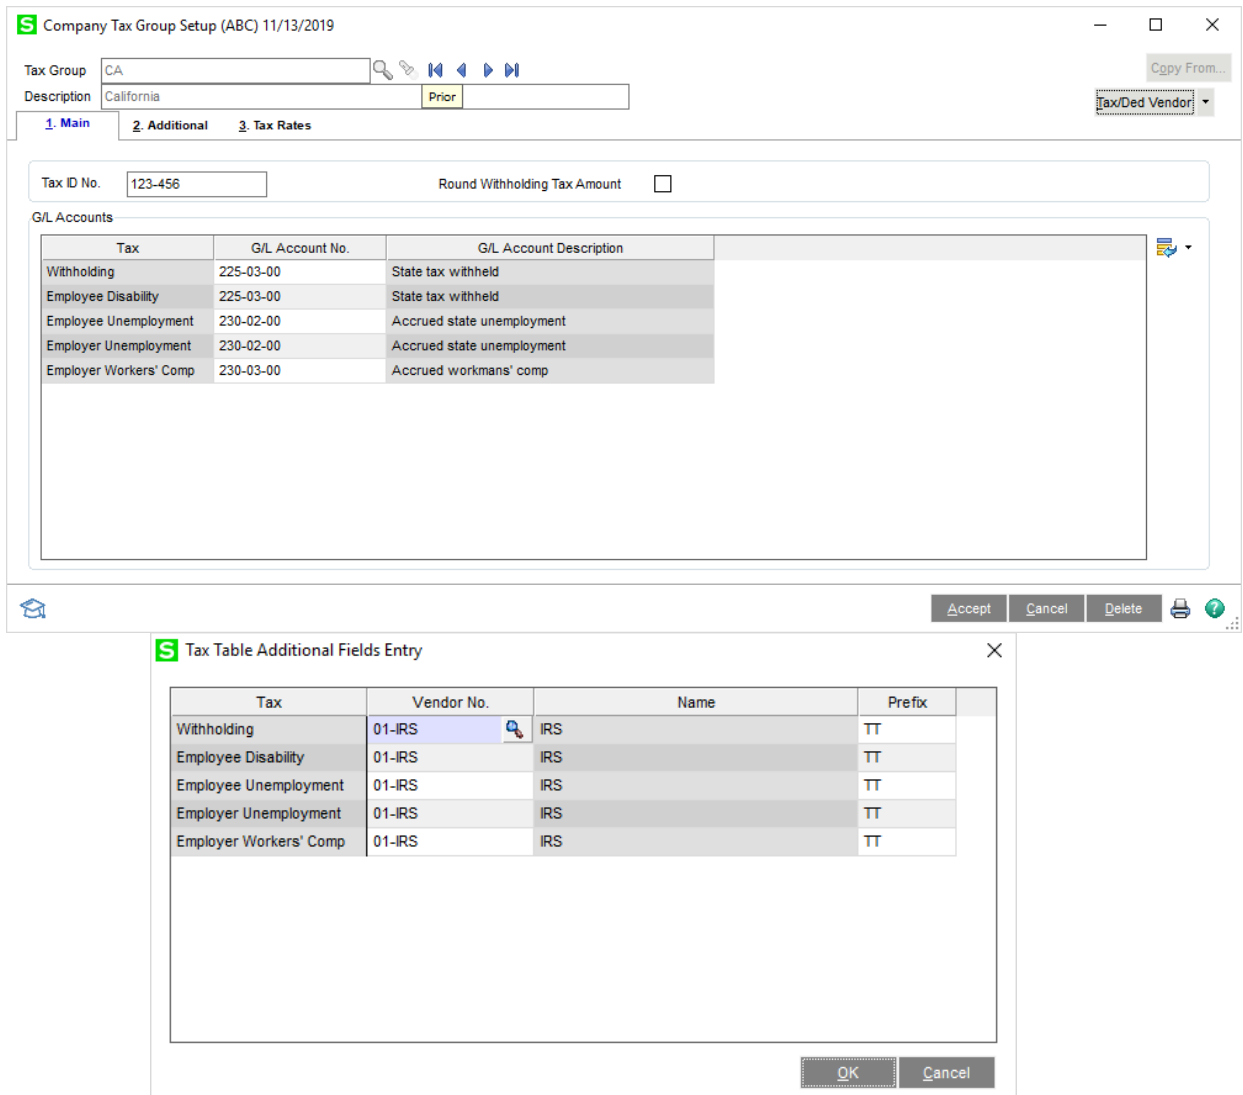 S Company Tax Group Setup (ABC) 11/13/2019
Tax Group CA Copy From...
Description California Prior Tax/Ded Vendor
1. Main 2. Additional 3. Tax Rates
Tax ID No. 123-456 Round Withholding Tax Amount
G/L Accounts
Tax G/L Account No. G/L Account Description
Withholding 225-03-00 State tax withheld
Employee Disability 225-03-00 State tax withheld
Employee Unemployment 230-02-00 Accrued state unemployment
Employer Unemployment 230-02-00 Accrued state unemployment
Employer Workers' Comp 230-03-00 Accrued workmans' comp
Accept Cancel Delete ?
S Tax Table Additional Fields Entry
Tax Vendor No. Name Prefix
Withholding 01-IRS IRS TT
Employee Disability 01-IRS IRS TT
Employee Unemployment 01-IRS IRS TT
Employer Unemployment 01-IRS IRS TT
Employer Workers' Comp 01-IRS IRS TT
OK Cancel